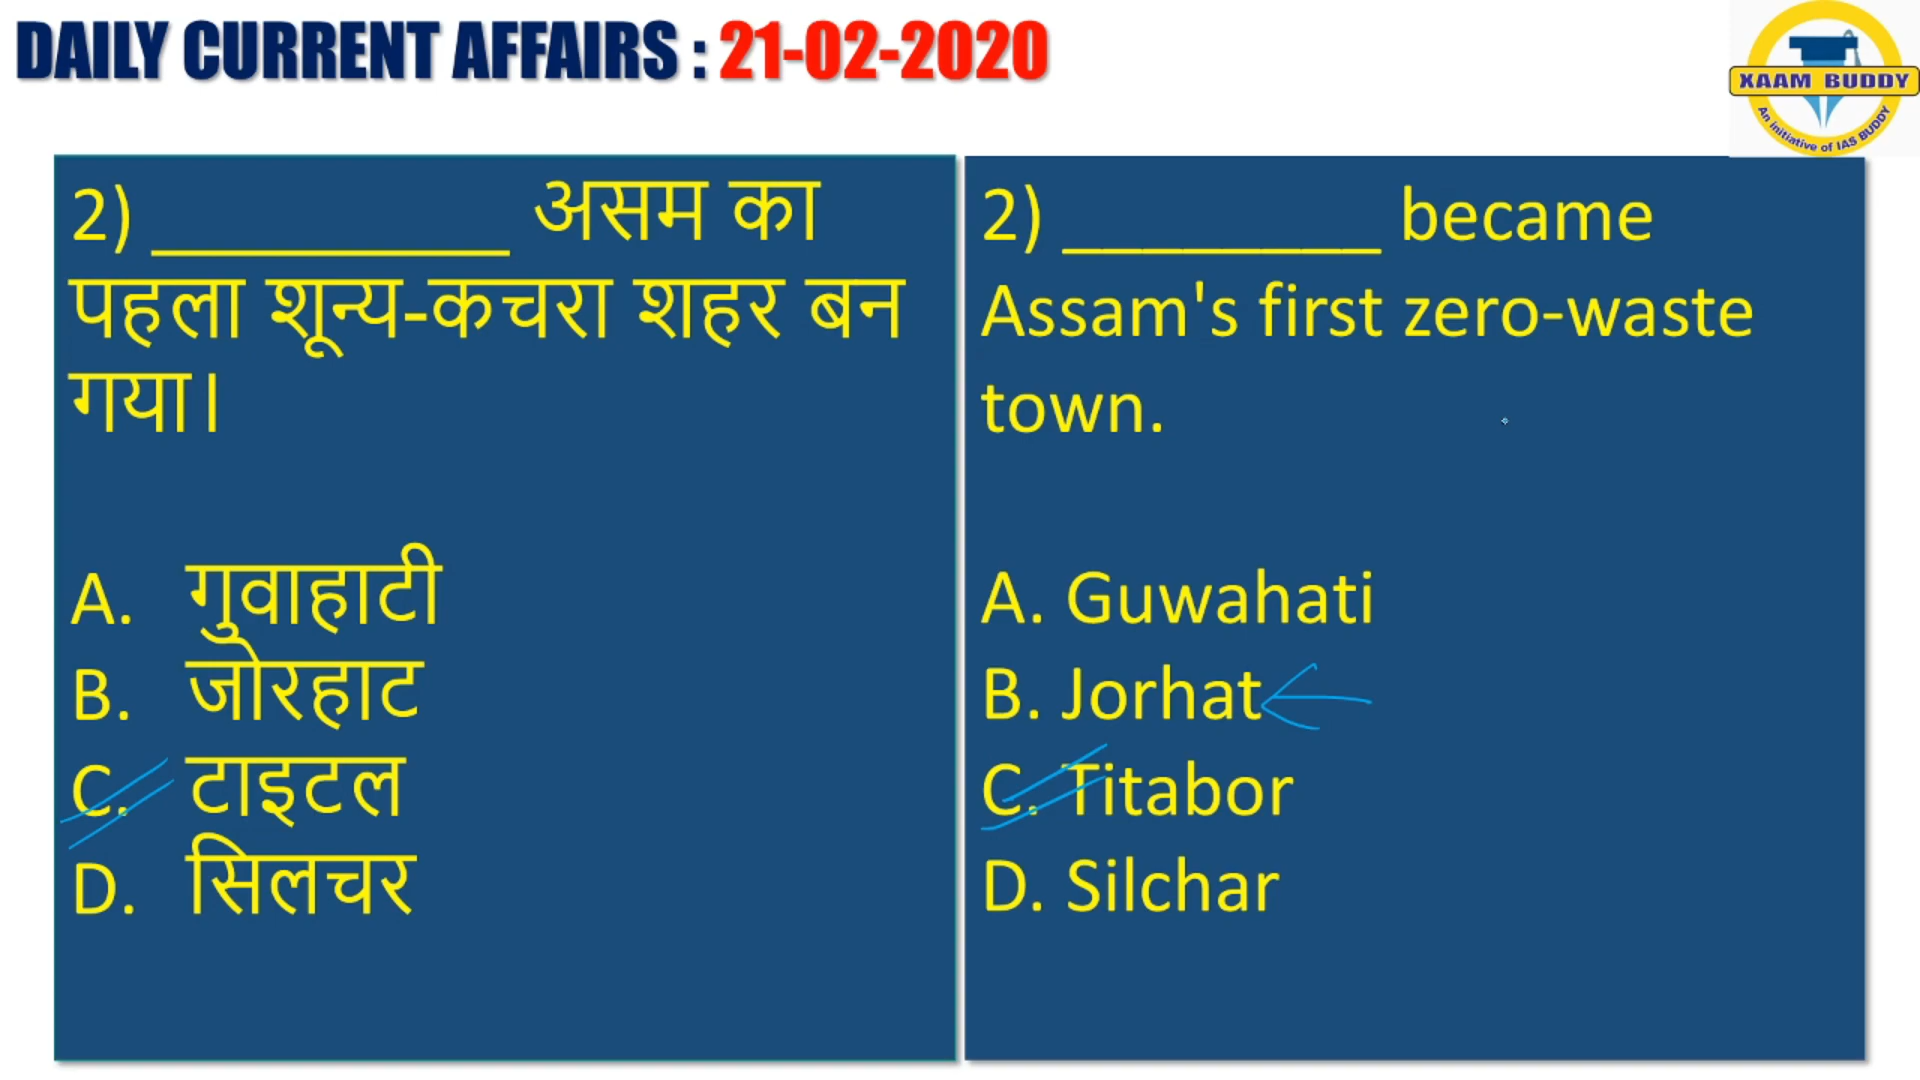 DAILY CURRENT AFFAIRS : 21-02-2020
XAAM BUDDY
An initiative of IAS BUDDY
2) _________ असम का
पहला शून्य-कचरा शहर बन
गया।
A. गुवाहाटी
B. जोरहाट
C. टाइटल
D. सिलचर
2) ________ became
Assam's first zero-waste
town.
A. Guwahati
B. Jorhat
C. Titabor
D. Silchar